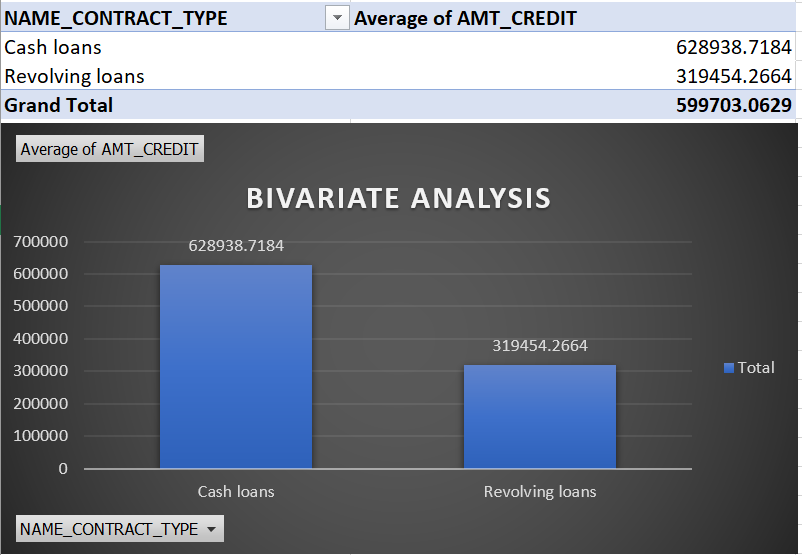 NAME_CONTRACT_TYPE Average of AMT_CREDIT
Cash loans 628938.7184
Revolving loans 319454.2664
Grand Total 599703.0629
Average of AMT_CREDIT
BIVARIATE ANALYSIS
700000
628938.7184
600000
500000
400000
319454.2664
300000
Total
200000
100000
0
Cash loans Revolving loans
NAME_CONTRACT_TYPE